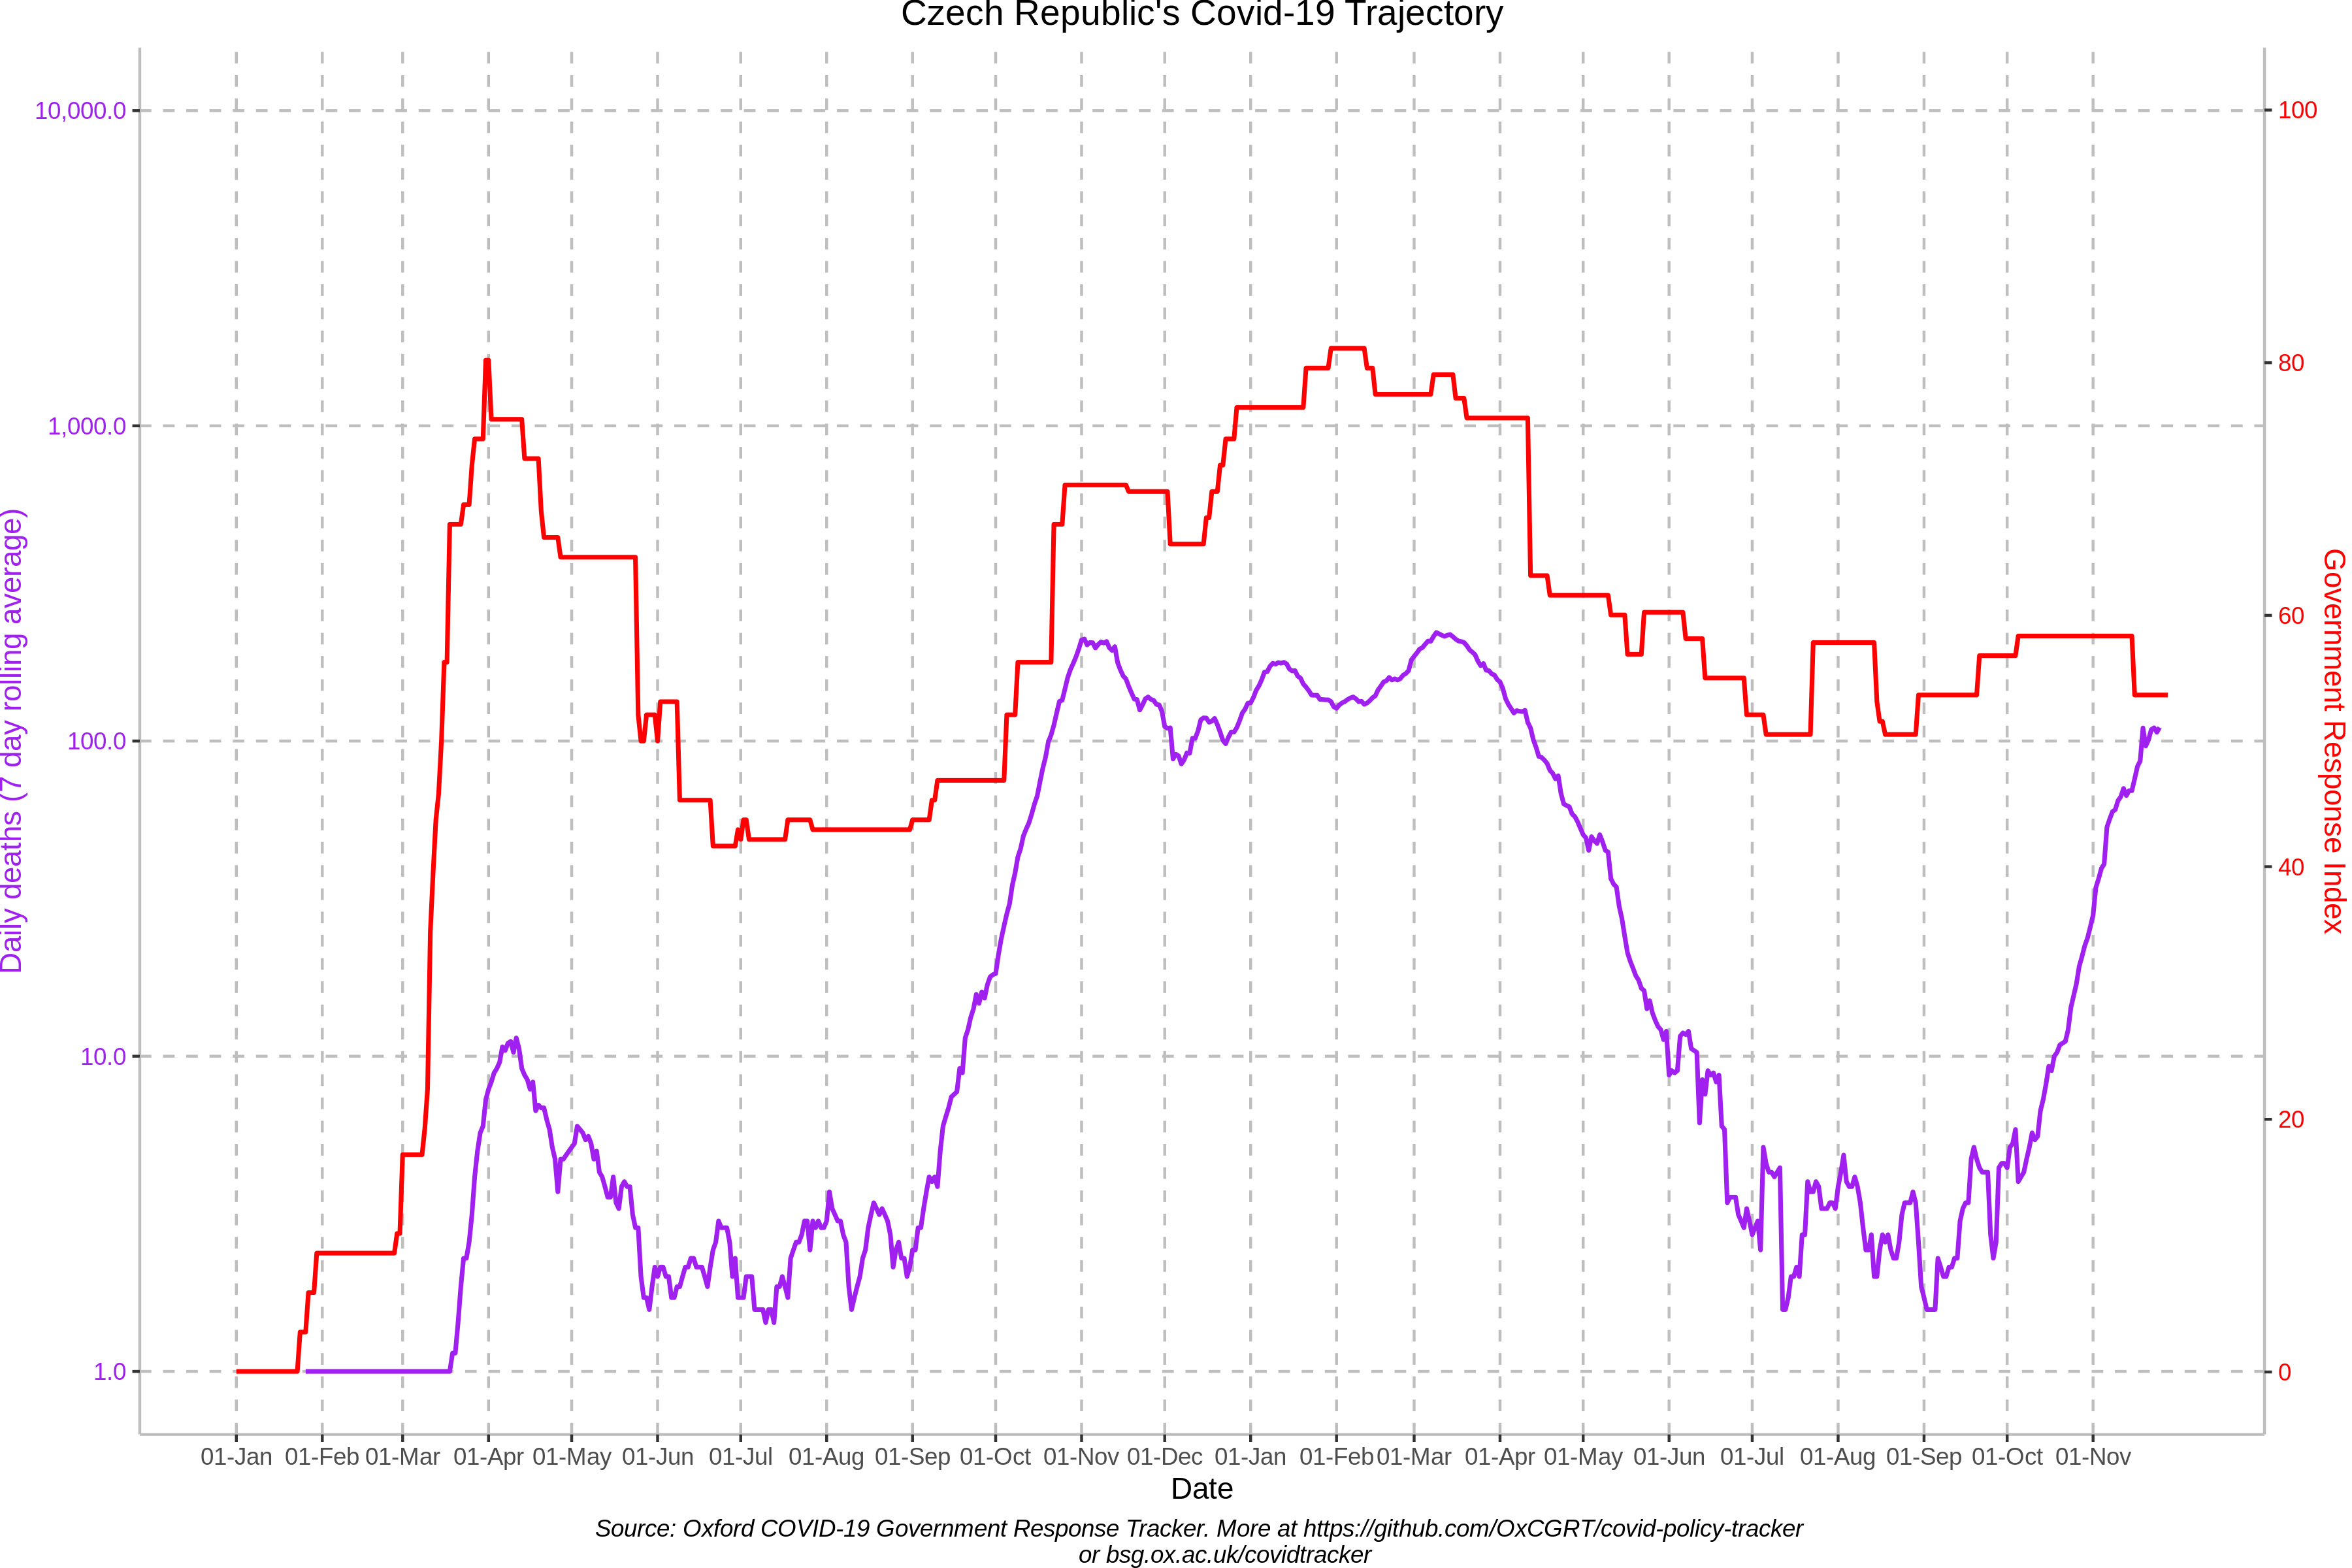 Czech Republic's Covid-19 Trajectory
10,000.0
1,000.0
100.0
10.0
1.0
Daily deaths (7 day rolling average)
100
80
60
40
20
0
Government Response Index
01-Jan 01-Feb 01-Mar 01-Apr 01-May 01-Jun 01-Jul 01-Aug 01-Sep 01-Oct 01-Nov 01-Dec 01-Jan 01-Feb 01-Mar 01-Apr 01-May 01-Jun 01-Jul 01-Aug 01-Sep 01-Oct 01-Nov
Date
Source: Oxford COVID-19 Government Response Tracker. More at https://github.com/OxCGRT/covid-policy-tracker
or bsg.ox.ac.uk/covidtracker